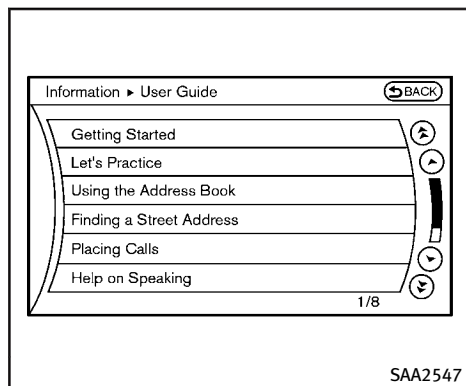 Information ▸ User Guide
BACK
Getting Started
Let's Practice
Using the Address Book
Finding a Street Address
Placing Calls
Help on Speaking
1/8
SAA2547